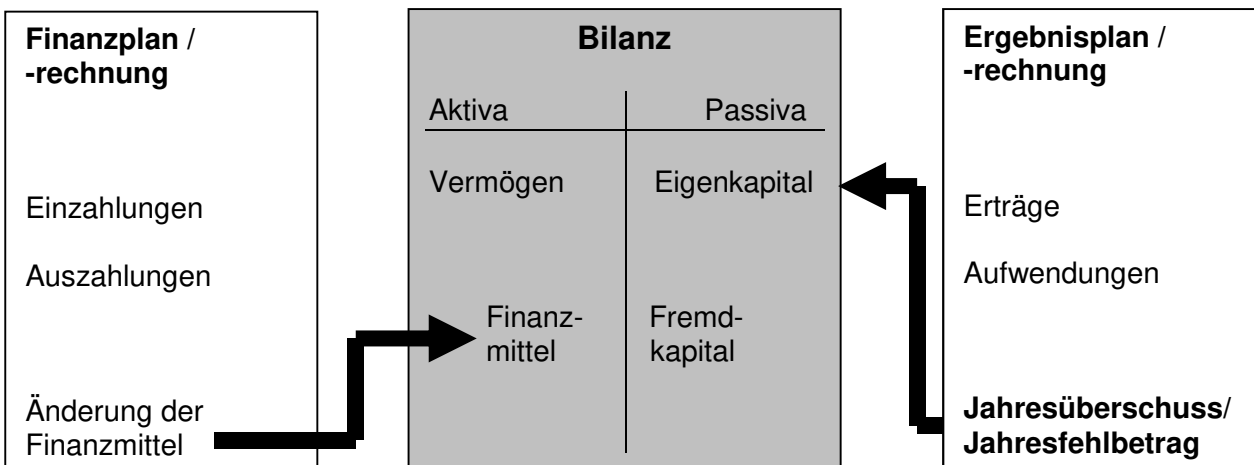 Finanzplan /
-rechnung
Einzahlungen
Auszahlungen
Änderung der
Finanzmittel
Bilanz
Aktiva
Passiva
Vermögen
Eigenkapital
Finanz-
mittel
Fremd-
kapital
Ergebnisplan /
-rechnung
Erträge
Aufwendungen
Jahresüberschuss/
Jahresfehlbetrag